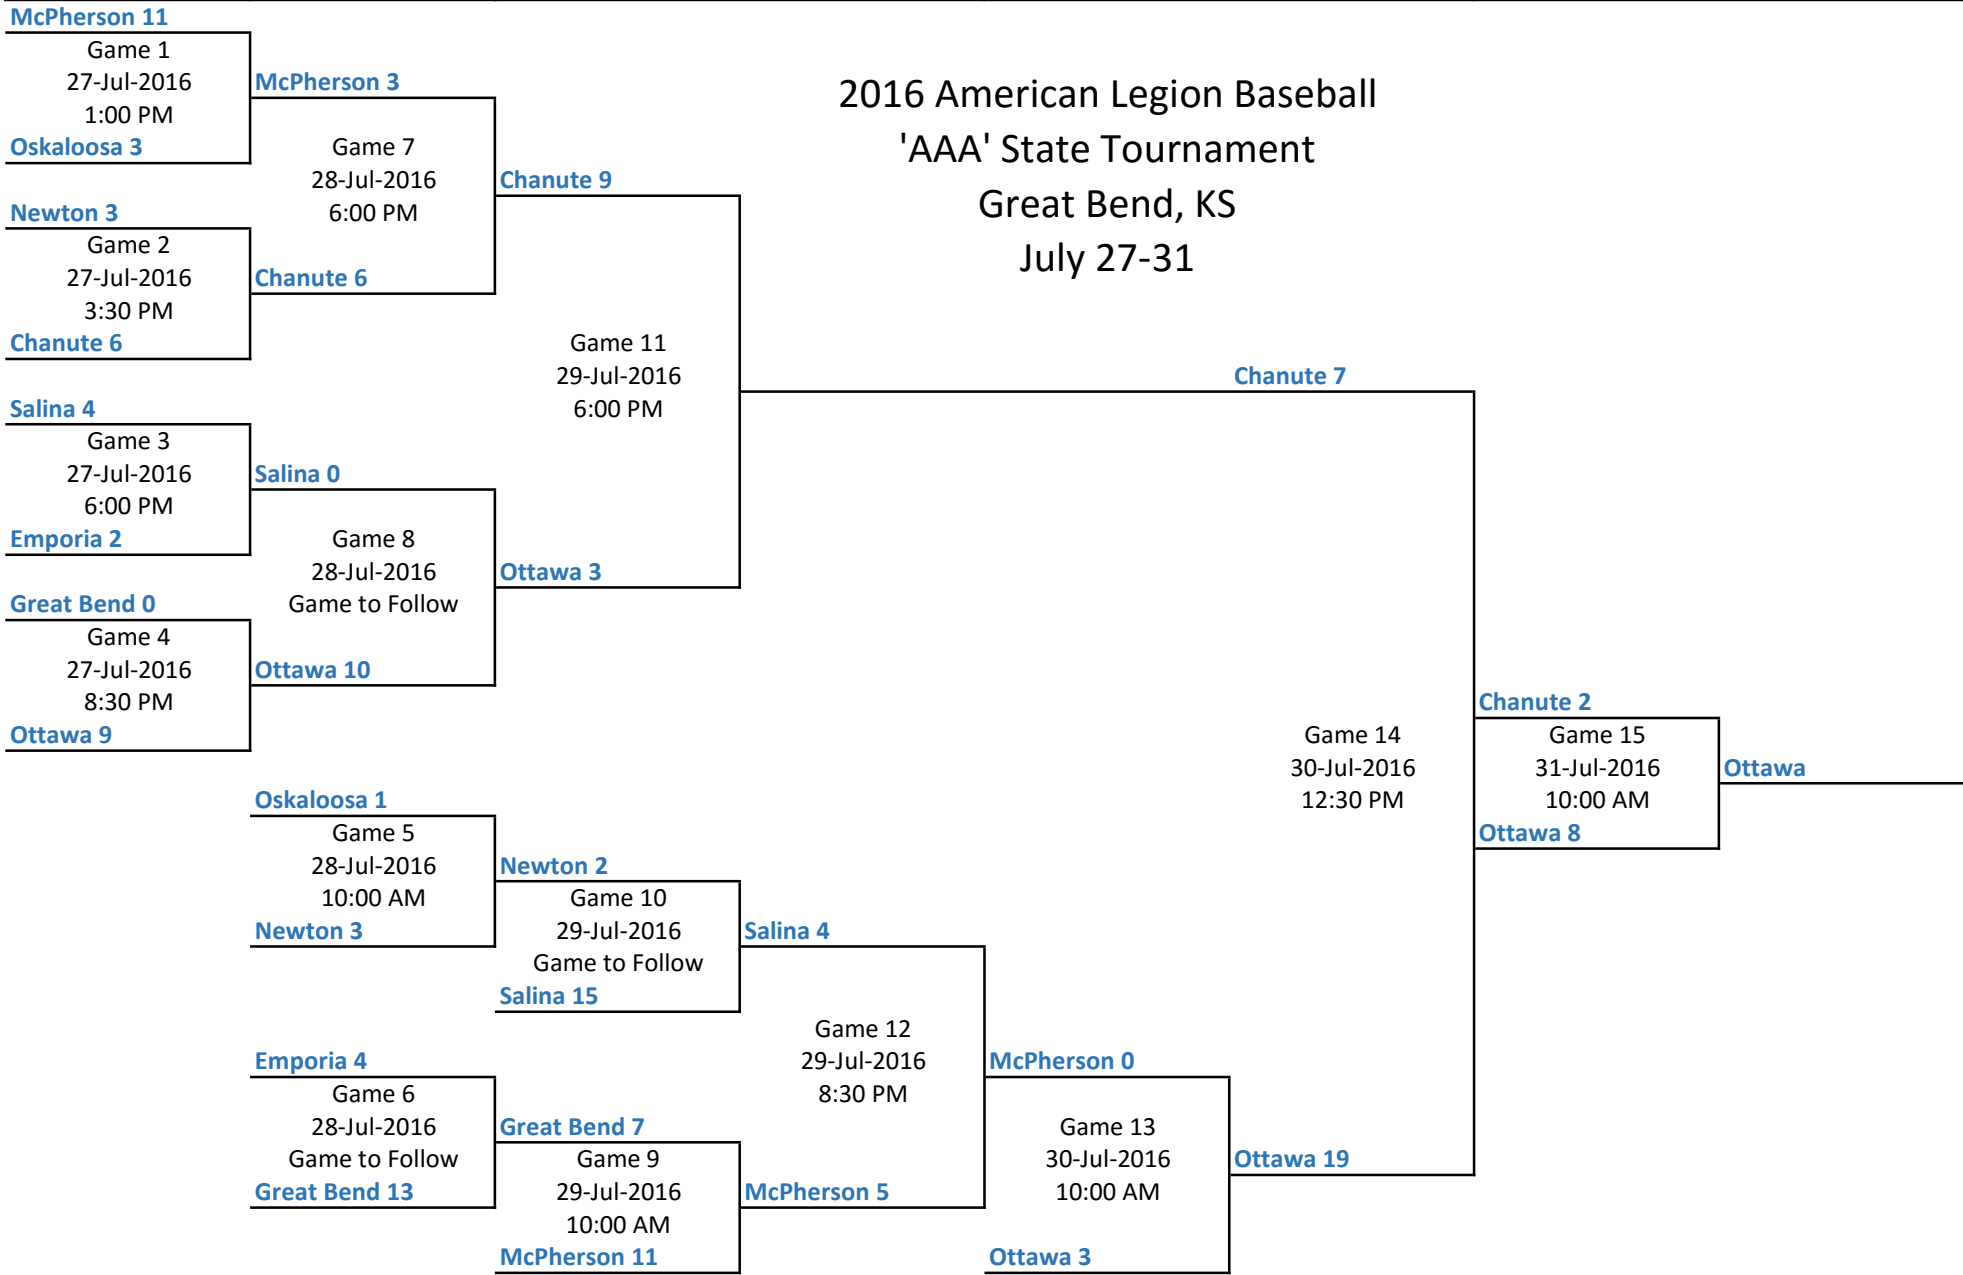 McPherson 11
Game 1
27-Jul-2016
1:00 PM
Oskaloosa 3
Newton 3
Game 2
27-Jul-2016
3:30 PM
Chanute 6
Salina 4
Game 3
27-Jul-2016
6:00 PM
Emporia 2
Great Bend 0
Game 4
27-Jul-2016
8:30 PM
Ottawa 9
McPherson 3
Game 7
28-Jul-2016
6:00 PM
Chanute 6
Salina 0
Game 8
28-Jul-2016
Game to Follow
Ottawa 10
Oskaloosa 1
Game 5
28-Jul-2016
10:00 AM
Newton 3
Emporia 4
Game 6
28-Jul-2016
Game to Follow
Great Bend 13
Chanute 9
Game 11
29-Jul-2016
6:00 PM
Ottawa 3
Newton 2
Game 10
29-Jul-2016
Game to Follow
Salina 15
Great Bend 7
Game 9
29-Jul-2016
10:00 AM
McPherson 11
2016 American Legion Baseball
'AAA' State Tournament
Great Bend, KS
July 27-31
Salina 4
Game 12
29-Jul-2016
8:30 PM
McPherson 5
McPherson 0
Game 13
30-Jul-2016
10:00 AM
Ottawa 3
Chanute 7
Game 14
30-Jul-2016
12:30 PM
Ottawa 19
Chanute 2
Game 15
31-Jul-2016
10:00 AM
Ottawa 8
Ottawa